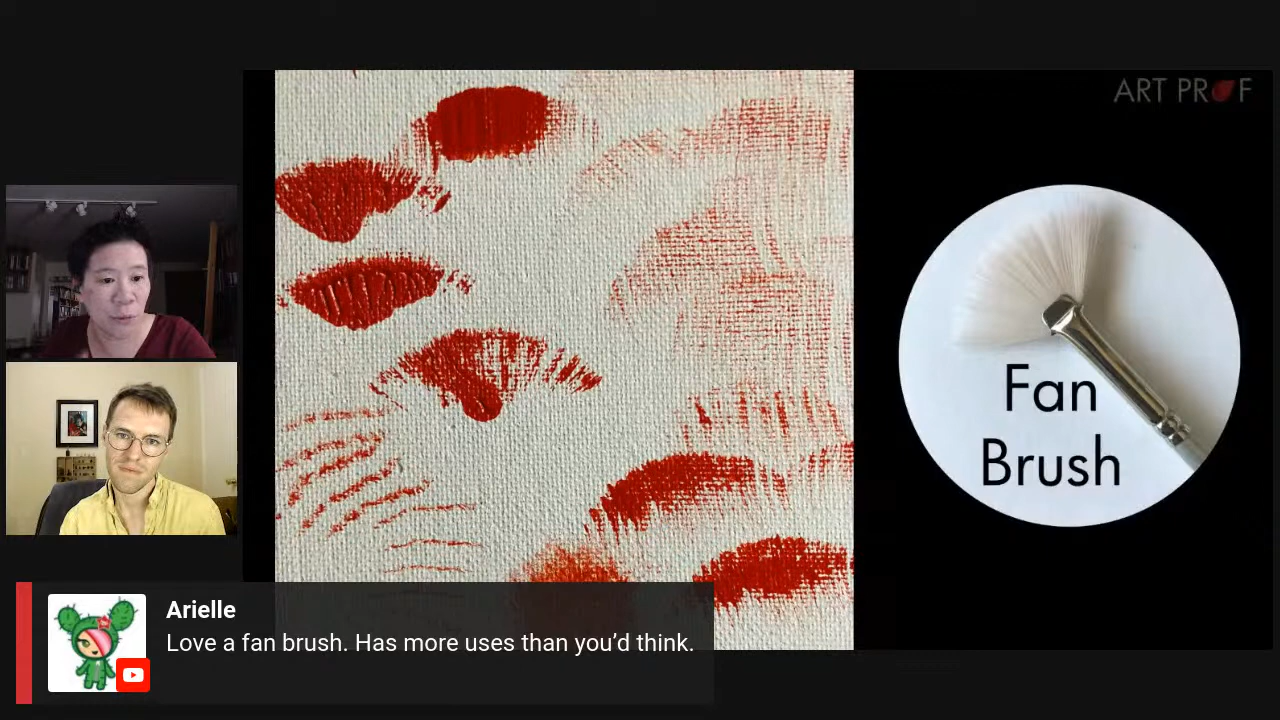 ART PROF
Fan
Brush
Arielle
Love a fan brush. Has more uses than you’d think.